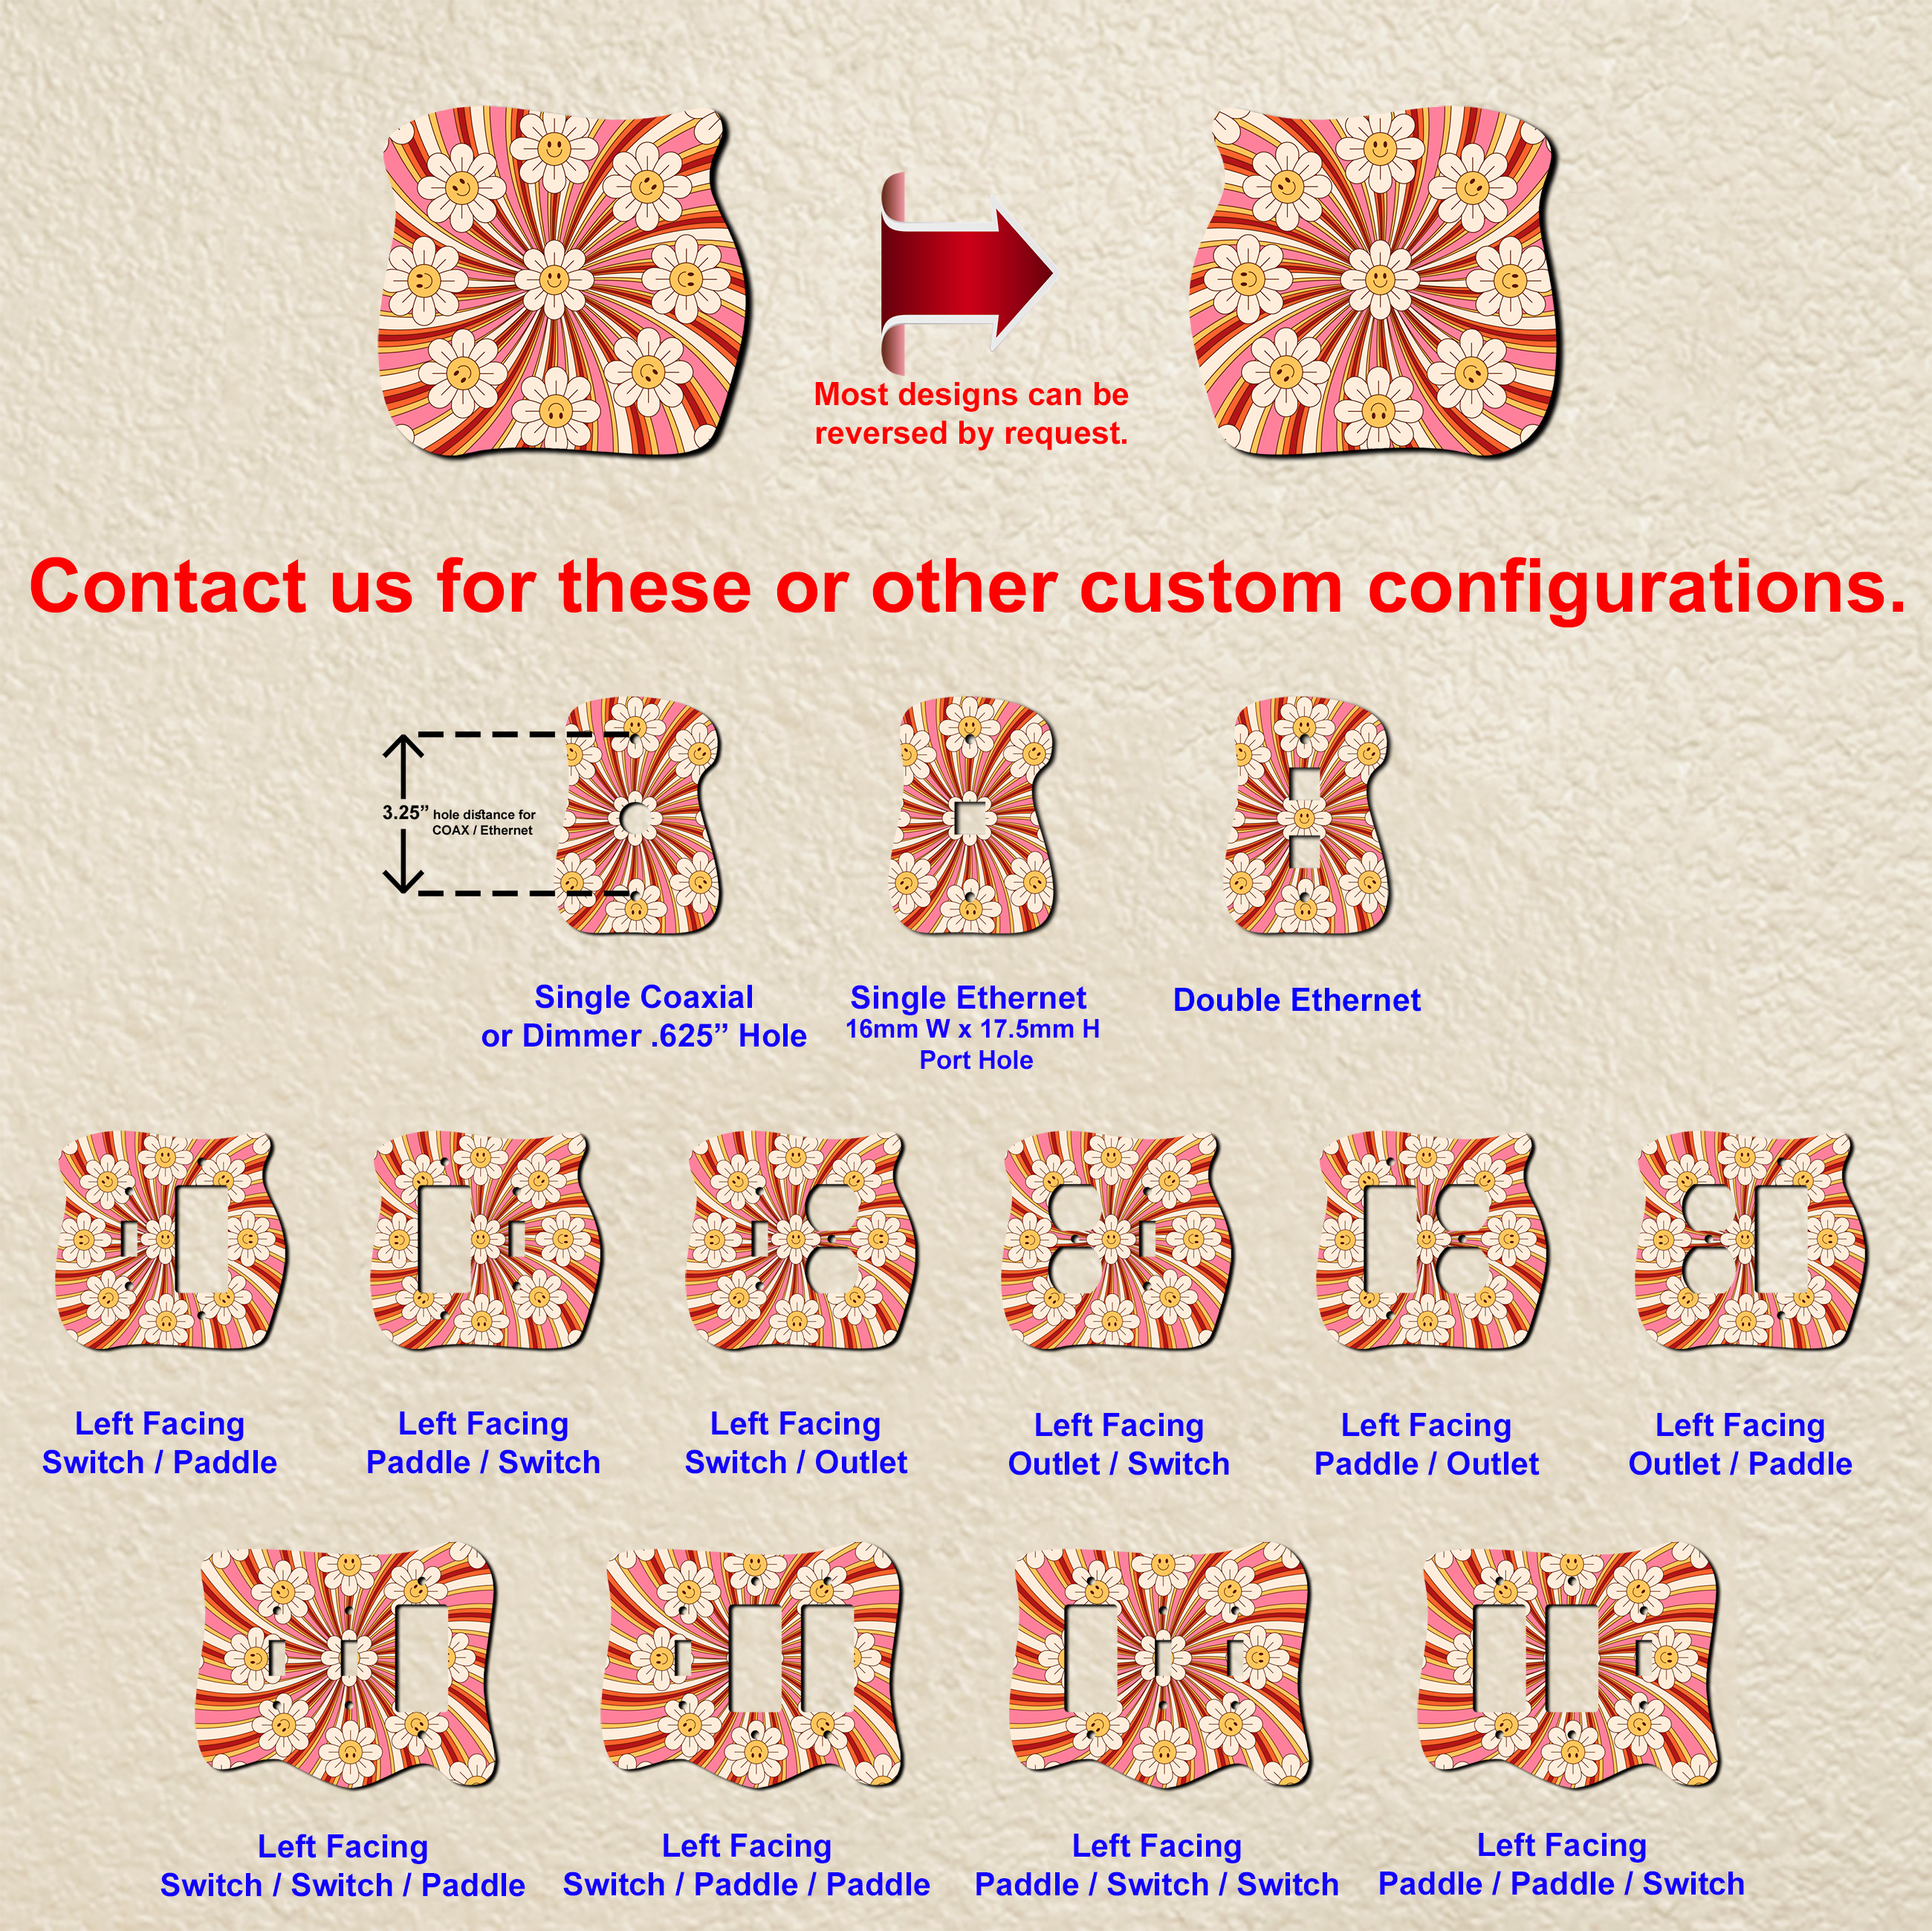 Most designs can be
reversed by request.
Contact us for these or other custom configurations.
3.25” hole distance for
COAX / Ethernet
Single Coaxial
or Dimmer .625” Hole
Single Ethernet
16mm W x 17.5mm H
Port Hole
Double Ethernet
Left Facing
Switch / Paddle
Left Facing
Paddle / Switch
Left Facing
Switch / Outlet
Left Facing
Outlet / Switch
Left Facing
Paddle / Outlet
Left Facing
Outlet / Paddle
Left Facing
Switch / Switch / Paddle
Left Facing
Switch / Paddle / Paddle
Left Facing
Paddle / Switch / Switch
Left Facing
Paddle / Paddle / Switch